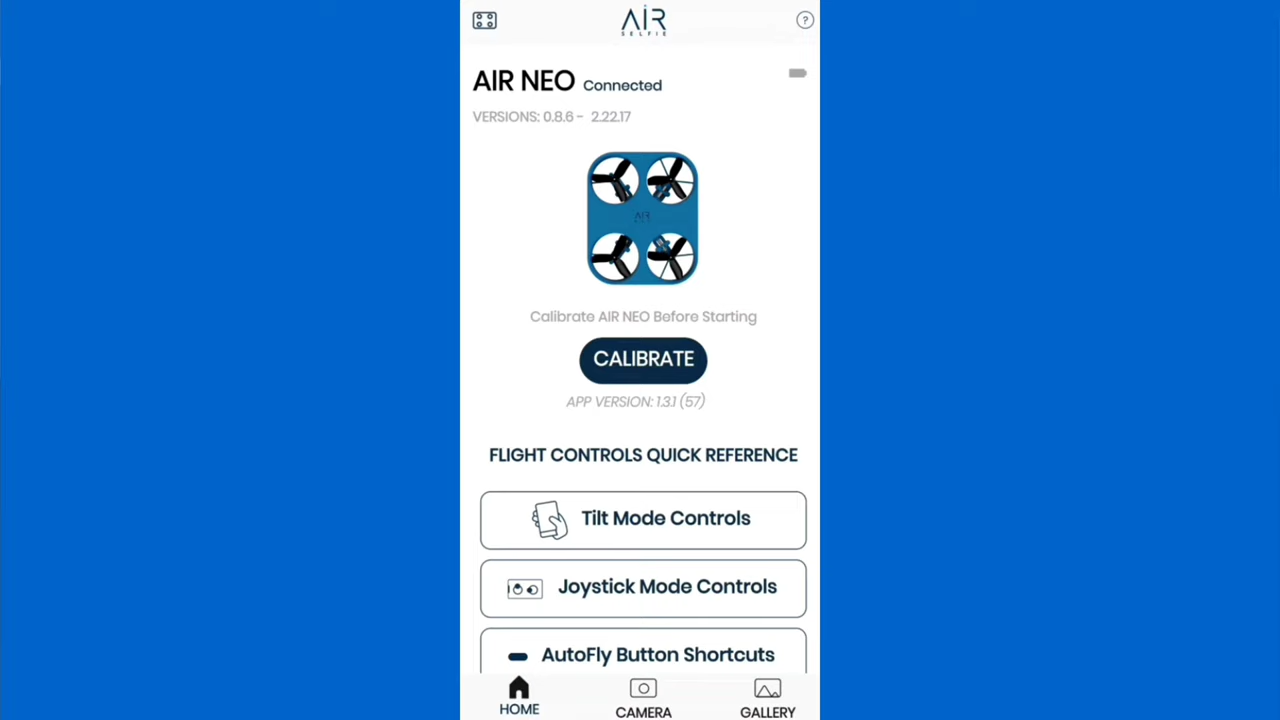 AIR
SELFIE
?
AIR NEO Connected
VERSIONS: 0.8.6 - 2.22.17
AIR
Calibrate AIR NEO Before Starting
CALIBRATE
APP VERSION: 1.3.1 (57)
FLIGHT CONTROLS QUICK REFERENCE
Tilt Mode Controls
Joystick Mode Controls
AutoFly Button Shortcuts
HOME
CAMERA
GALLERY